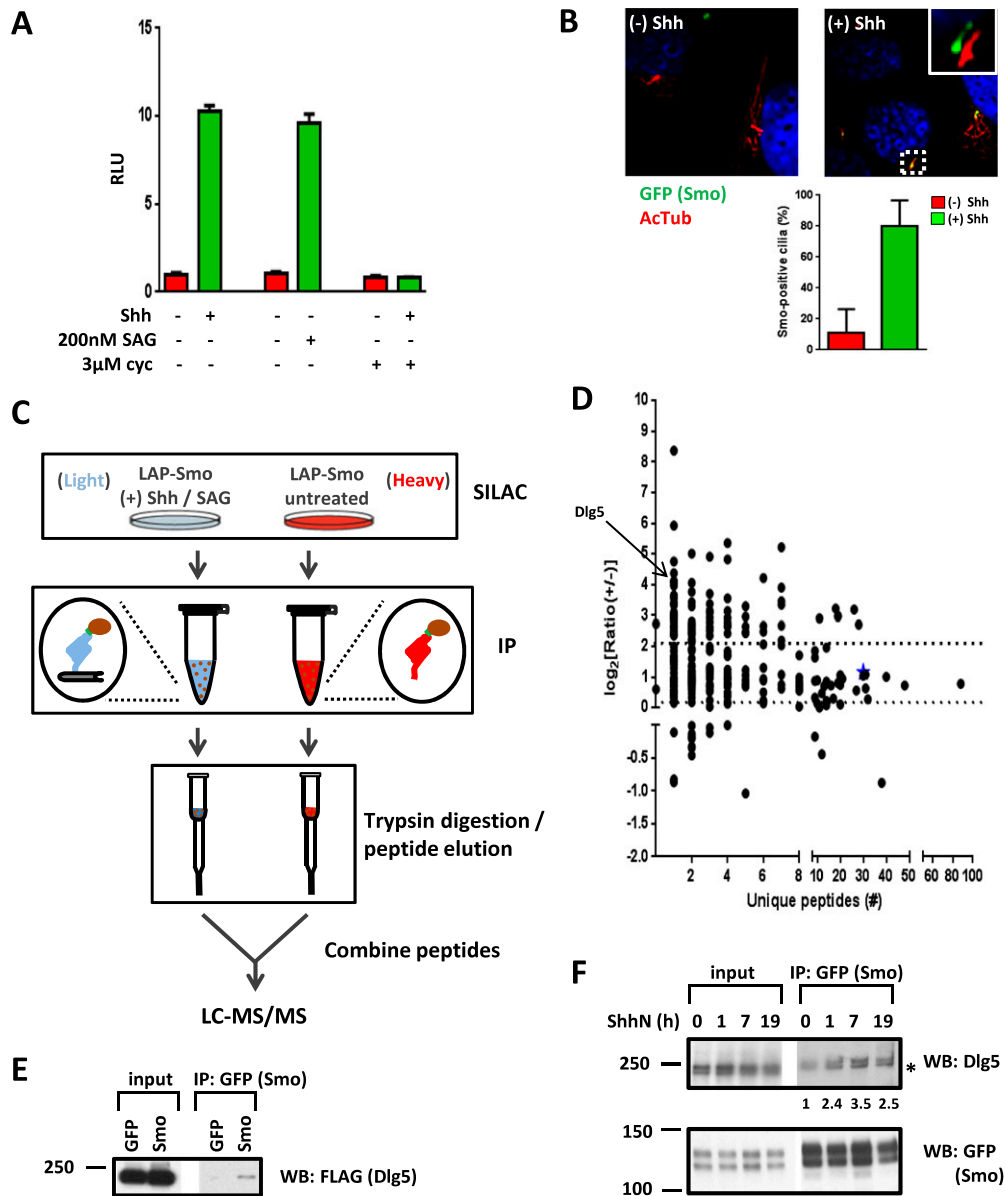 A
15
10
5
0
RLU
Shh - + - - - +
200nM SAG - - - + - -
3µM cyc - - - - + +
B
(-) Shh
(+) Shh
GFP (Smo)
AcTub
100
80
60
40
20
0
Smo-positive cilia (%)
(-) Shh
(+) Shh
C
(Light)
LAP-Smo
(+) Shh / SAG
LAP-Smo
untreated
(Heavy)
SILAC
IP
Trypsin digestion /
peptide elution
Combine peptides
LC-MS/MS
D
10
9
8
7
6
5
4
3
2
1
0
-0.5
-1.0
-1.5
-2.0
log2[Ratio(+/-)]
Dlg5
2 4 6 8 10 20 30 40 50 60 80 100
Unique peptides (#)
E
input
IP: GFP (Smo)
GFP
Smo
GFP
Smo
250
WB: FLAG (Dlg5)
F
input
IP: GFP (Smo)
ShhN (h) 0 1 7 19 0 1 7 19
250
* WB: Dlg5
1 2.4 3.5 2.5
150
100
WB: GFP
(Smo)